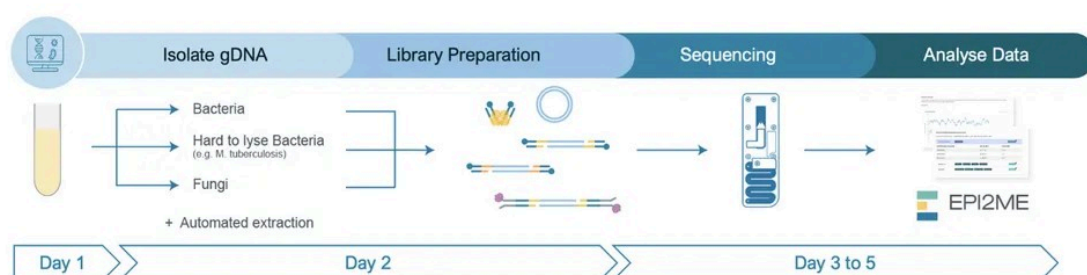 Isolate gDNA
Library Preparation
Sequencing
Analyse Data
Bacteria
Hard to lyse Bacteria
(e.g. M. tuberculosis)
Fungi
+ Automated extraction
EPI2ME
Day 1
Day 2
Day 3 to 5